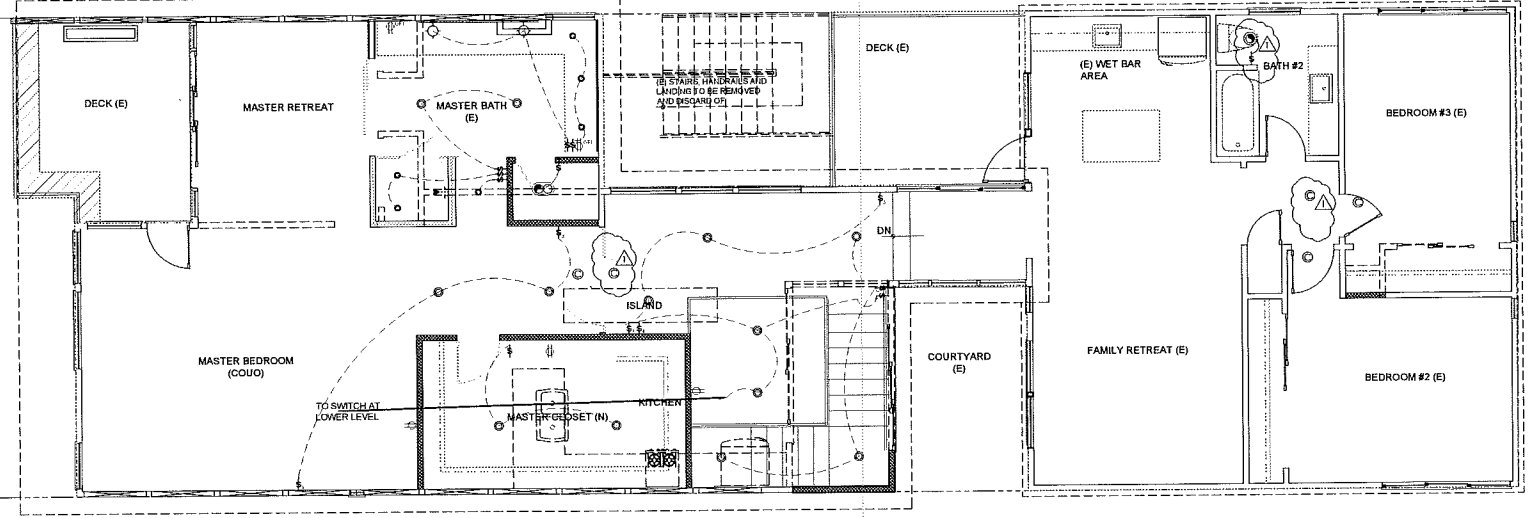 DECK (E)
MASTER RETREAT
MASTER BATH
(E)
(E) STAIRS, HANDRAILS AND
LANDING TO BE REMOVED
AND DISCARD OF
DECK (E)
(E) WET BAR
AREA
BATH #2
BEDROOM #3 (E)
DN
ISLAND
MASTER BEDROOM
(COUO)
TO SWITCH AT
LOWER LEVEL
MASTER CLOSET (N)
KITCHEN
COURTYARD
(E)
FAMILY RETREAT (E)
BEDROOM #2 (E)